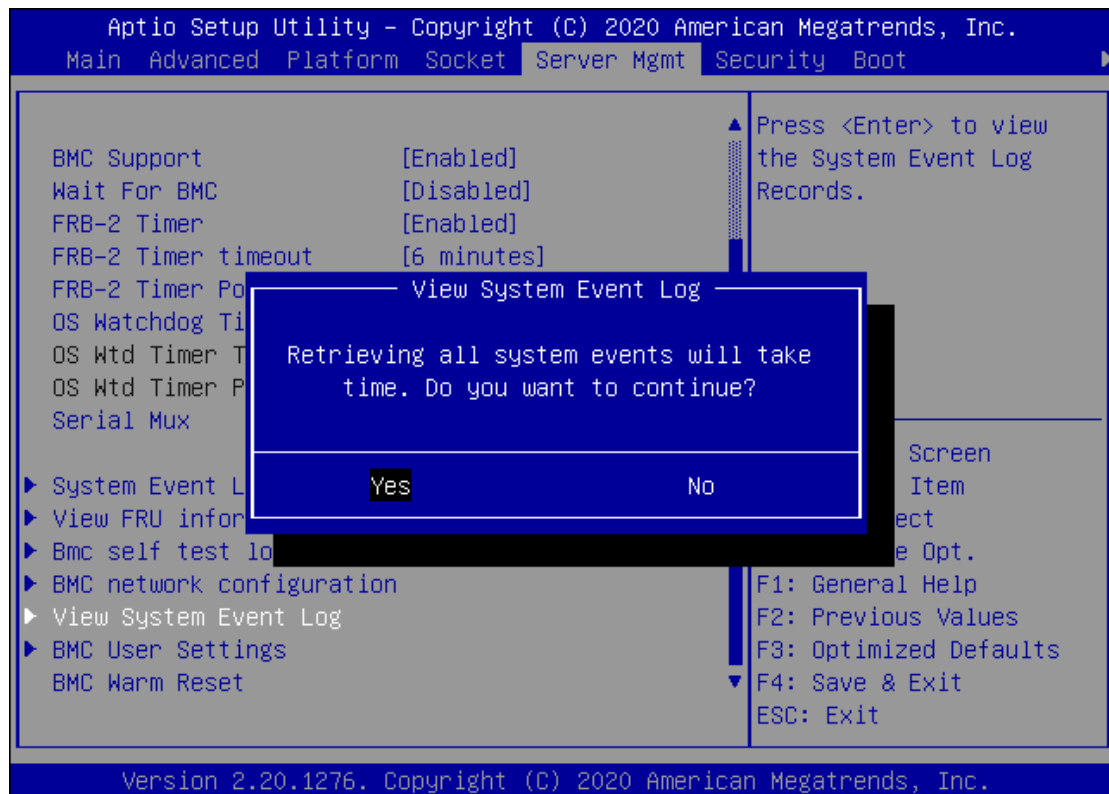 Aptio Setup Utility – Copyright (C) 2020 American Megatrends, Inc.
Main Advanced Platform Socket Server Mgmt Security Boot
BMC Support [Enabled]
Wait For BMC [Disabled]
FRB-2 Timer [Enabled]
FRB-2 Timer timeout [6 minutes]
FRB-2 Timer Po
OS Watchdog Ti
OS Wtd Timer T
OS Wtd Timer P
Serial Mux
System Event L
View FRU infor
Bmc self test lo
BMC network configuration
View System Event Log
BMC User Settings
BMC Warm Reset
View System Event Log
Retrieving all system events will take
time. Do you want to continue?
Yes No
Press <Enter> to view
the System Event Log
Records.
Screen
Item
ect
e Opt.
F1: General Help
F2: Previous Values
F3: Optimized Defaults
F4: Save & Exit
ESC: Exit
Version 2.20.1276. Copyright (C) 2020 American Megatrends, Inc.